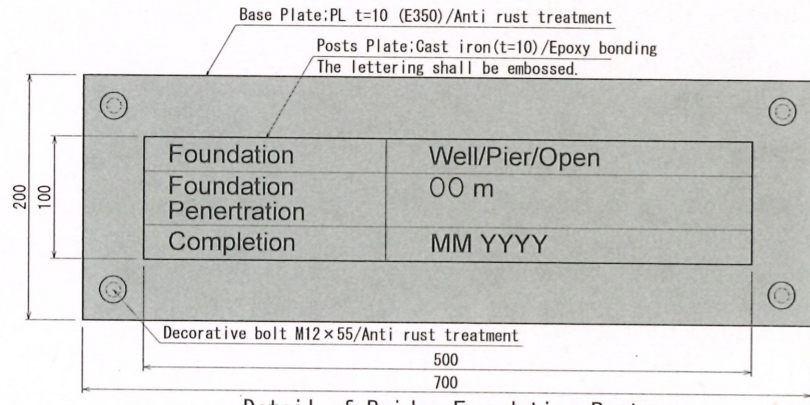 Base Plate;PL t=10 (E350)/Anti rust treatment
Posts Plate;Cast iron(t=10)/Epoxy bonding
The lettering shall be embossed.
200
100
Foundation Well/Pier/Open
Foundation Penertration 00 m
Completion MM YYYY
Decorative bolt M12×55/Anti rust treatment
500
700